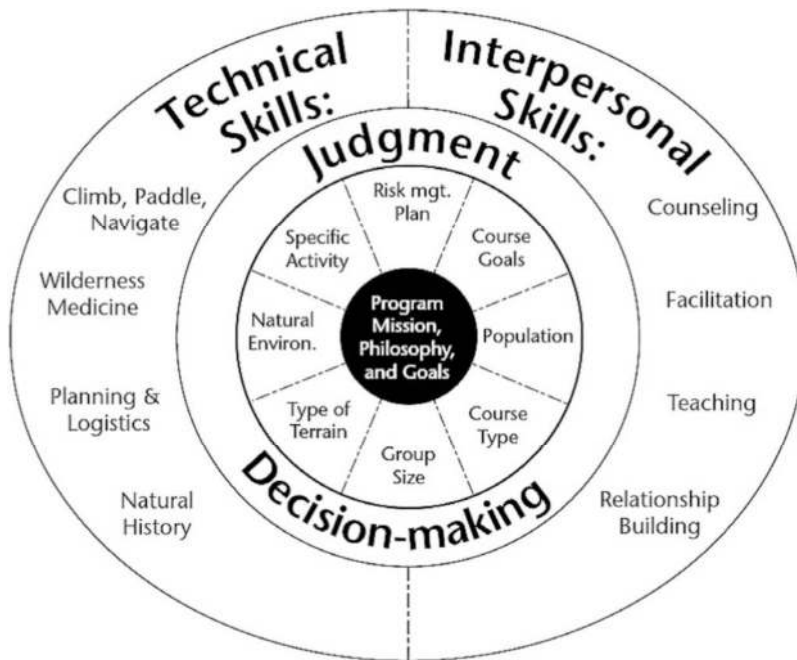 Technical
Skills:
Interpersonal
Skills:
Judgment
Climb, Paddle,
Navigate
Wilderness
Medicine
Planning &
Logistics
Natural
History
Counseling
Facilitation
Teaching
Relationship
Building
Risk mgt.
Plan
Course
Goals
Population
Course
Type
Group
Size
Type of
Terrain
Natural
Environ.
Specific
Activity
Program
Mission,
Philosophy,
and Goals
Decision-making